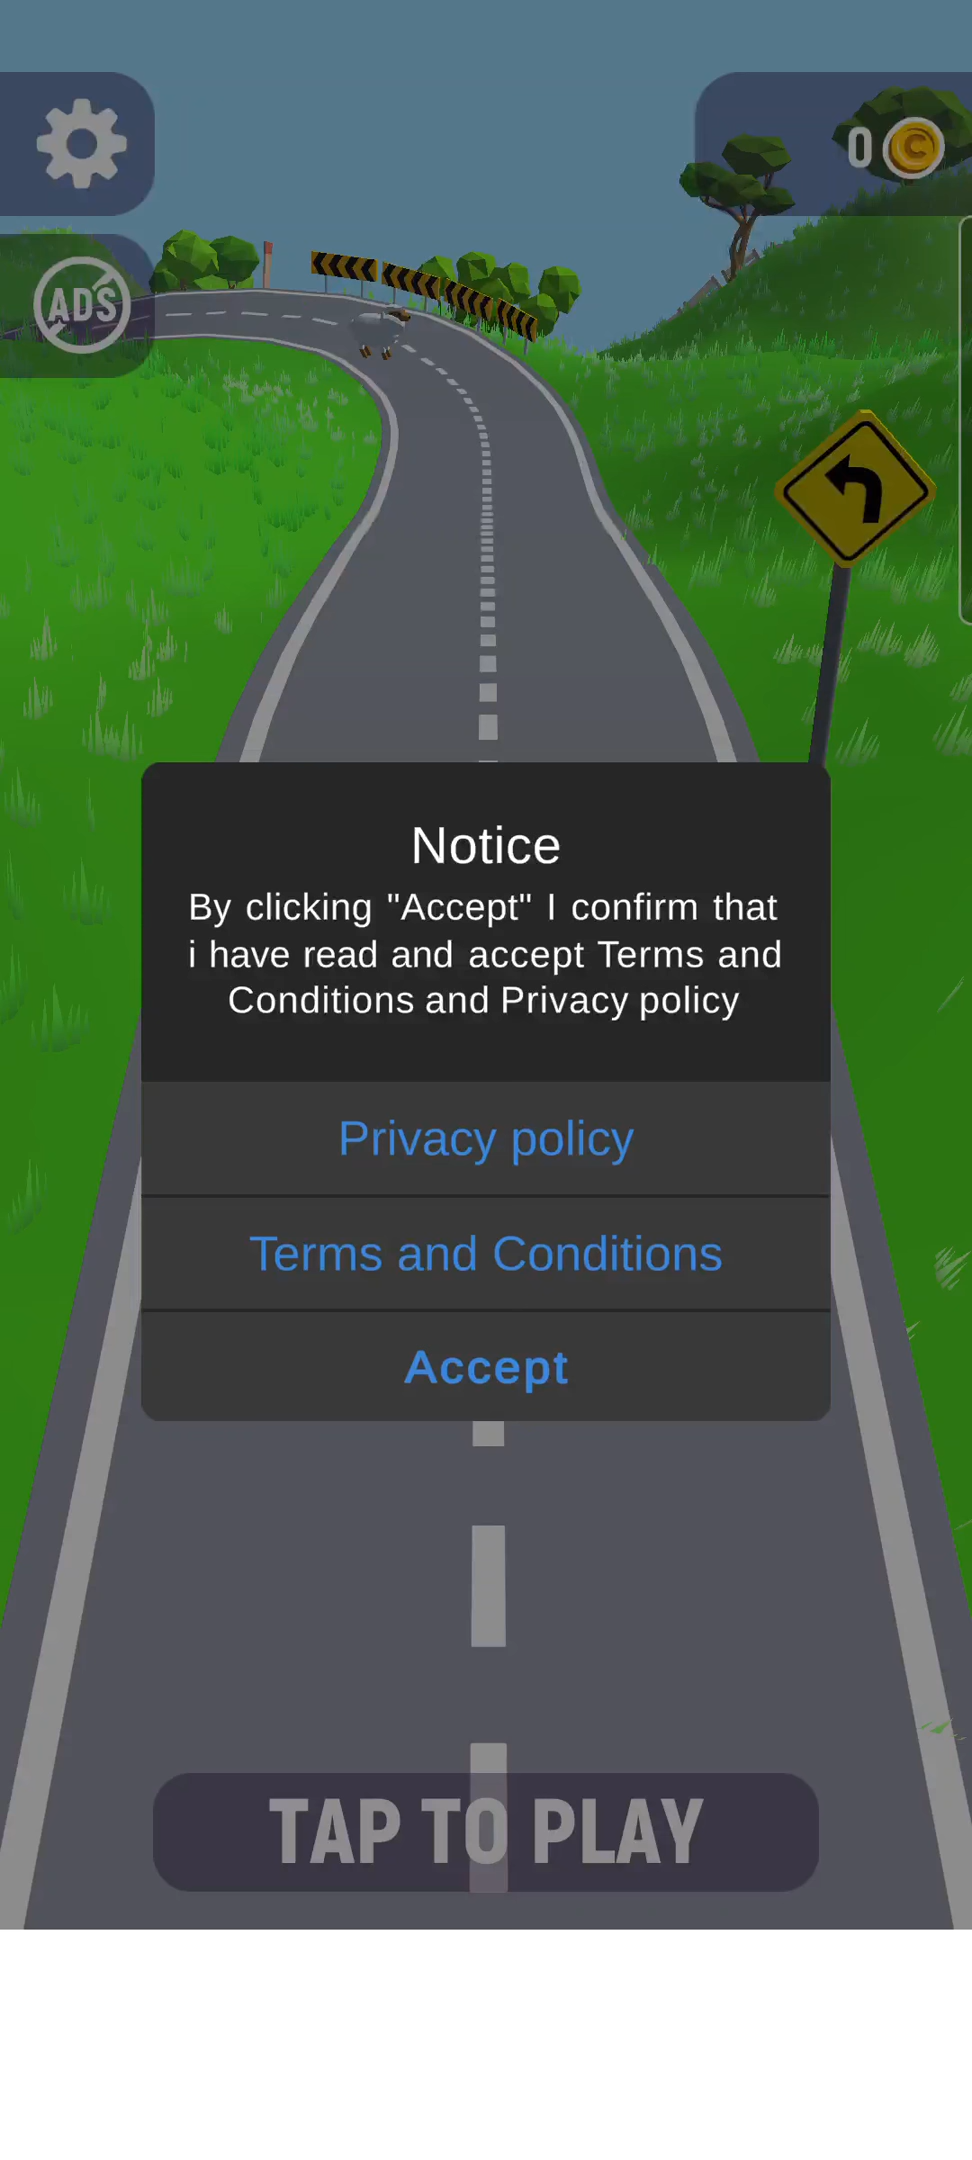 0
ADS
Notice
By clicking "Accept" I confirm that
i have read and accept Terms and
Conditions and Privacy policy
Privacy policy
Terms and Conditions
Accept
TAP TO PLAY